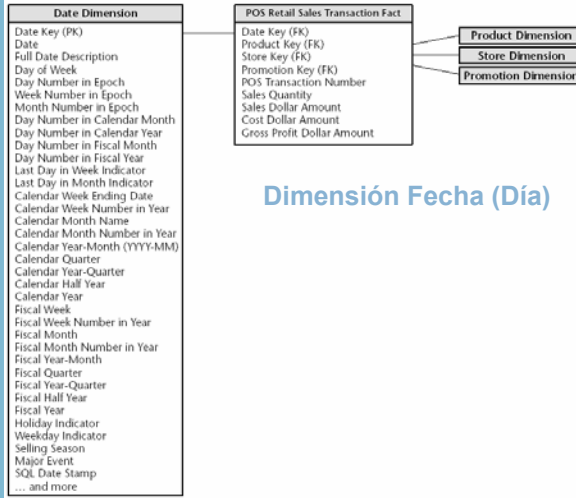 Date Dimension
Date Key (PK)
Date
Full Date Description
Day of Week
Day Number in Epoch
Week Number in Epoch
Month Number in Epoch
Day Number in Calendar Month
Day Number in Calendar Year
Day Number in Fiscal Month
Day Number in Fiscal Year
Last Day in Week Indicator
Last Day in Month Indicator
Calendar Week Ending Date
Calendar Week Number in Year
Calendar Month Name
Calendar Month Number in Year
Calendar Year-Month (YYYY-MM)
Calendar Quarter
Calendar Year-Quarter
Calendar Half Year
Calendar Year
Fiscal Week
Fiscal Week Number in Year
Fiscal Month
Fiscal Month Number in Year
Fiscal Year-Month
Fiscal Quarter
Fiscal Year-Quarter
Fiscal Half Year
Fiscal Year
Holiday Indicator
Weekday Indicator
Selling Season
Major Event
SQL Date Stamp
... and more
POS Retail Sales Transaction Fact
Date Key (FK)
Product Key (FK)
Store Key (FK)
Promotion Key (FK)
POS Transaction Number
Sales Quantity
Sales Dollar Amount
Cost Dollar Amount
Gross Profit Dollar Amount
Product Dimension
Store Dimension
Promotion Dimension
Dimensión Fecha (Día)